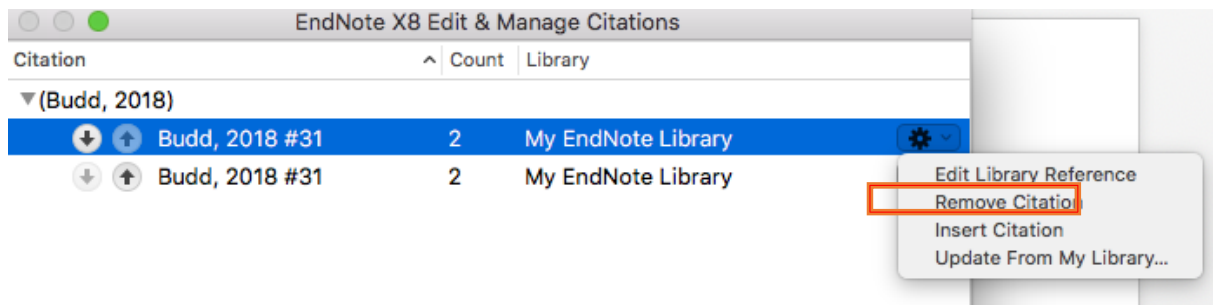 EndNote X8 Edit & Manage Citations
Citation Count Library
(Budd, 2018)
Budd, 2018 #31 2 My EndNote Library
Budd, 2018 #31 2 My EndNote Library
Edit Library Reference
Remove Citation
Insert Citation
Update From My Library...